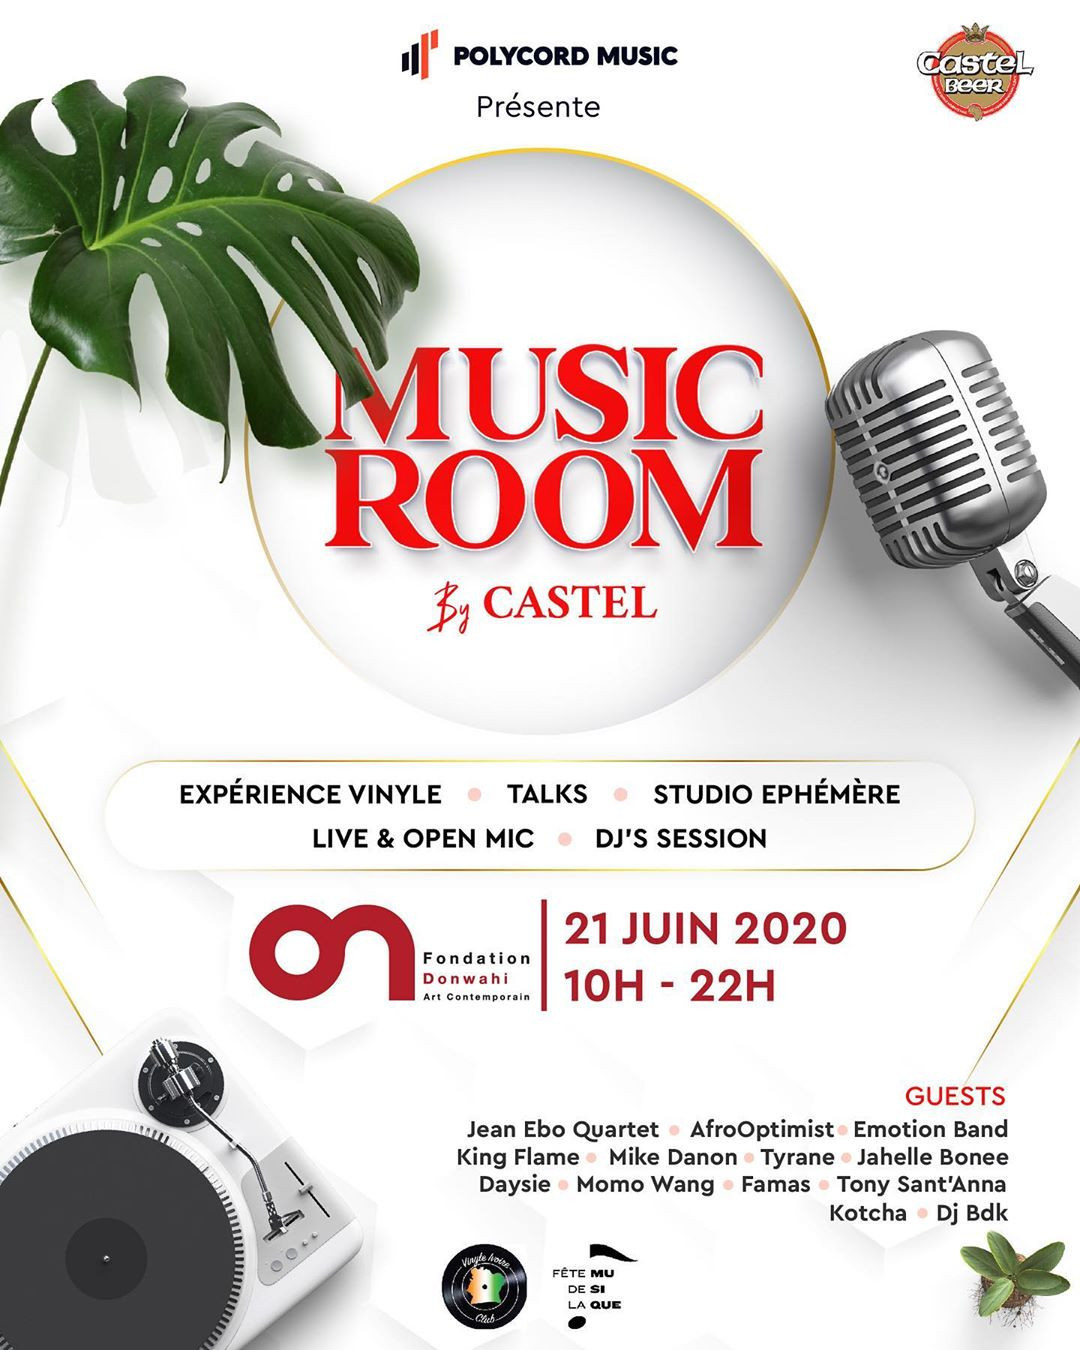 POLYCORD MUSIC
Présente
Castel
BEER
MUSIC
ROOM
By CASTEL
EXPÉRIENCE VINYLE • TALKS • STUDIO EPHÉMÈRE
LIVE & OPEN MIC • DJ'S SESSION
Fondation
Donwahi
Art Contemporain
21 JUIN 2020
10H - 22H
GUESTS
Jean Ebo Quartet • AfroOptimist • Emotion Band
King Flame • Mike Danon • Tyrane • Jahelle Bonee
Daysie • Momo Wang • Famas • Tony Sant'Anna
Kotcha • Dj Bdk
Vinyle Ivoire
Club
FÊTE MU
DE SI
LA QUE